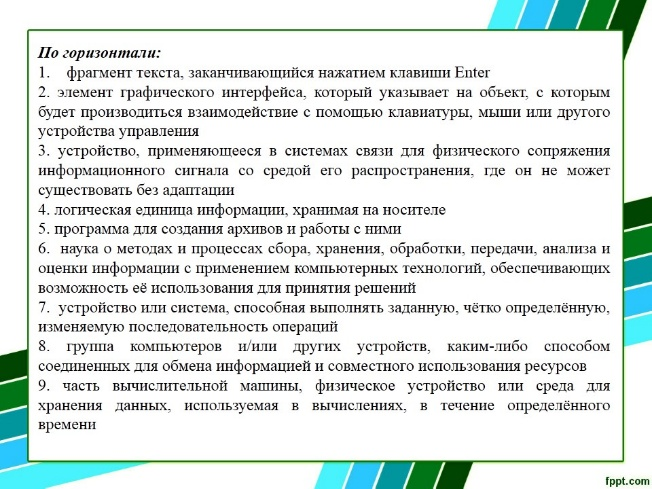 По горизонтали:
1. фрагмент текста, заканчивающийся нажатием клавиши Enter
2. элемент графического интерфейса, который указывает на объект, с которым
будет производиться взаимодействие с помощью клавиатуры, мыши или другого
устройства управления
3. устройство, применяющееся в системах связи для физического сопряжения
информационного сигнала со средой его распространения, где он не может
существовать без адаптации
4. логическая единица информации, хранимая на носителе
5. программа для создания архивов и работы с ними
6. наука о методах и процессах сбора, хранения, обработки, передачи, анализа и
оценки информации с применением компьютерных технологий, обеспечивающих
возможность её использования для принятия решений
7. устройство или система, способная выполнять заданную, чётко определённую,
изменяемую последовательность операций
8. группа компьютеров и/или других устройств, каким-либо способом
соединенных для обмена информацией и совместного использования ресурсов
9. часть вычислительной машины, физическое устройство или среда для
хранения данных, используемая в вычислениях, в течение определённого
времени
fppt.com